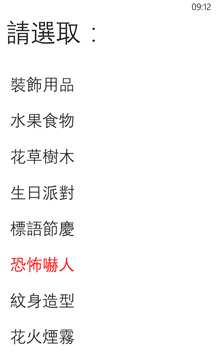 09:12
請選取：
裝飾用品
水果食物
花草樹木
生日派對
標語節慶
恐怖嚇人
紋身造型
花火煙霧